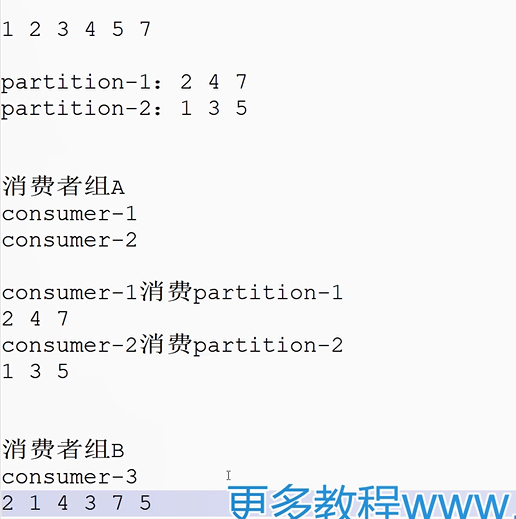 1 2 3 4 5 7
partition-1: 2 4 7
partition-2: 1 3 5
消费者组A
consumer-1
consumer-2
consumer-1消费partition-1
2 4 7
consumer-2消费partition-2
1 3 5
消费者组B
consumer-3
2 1 4 3 7 5
更多教程www.